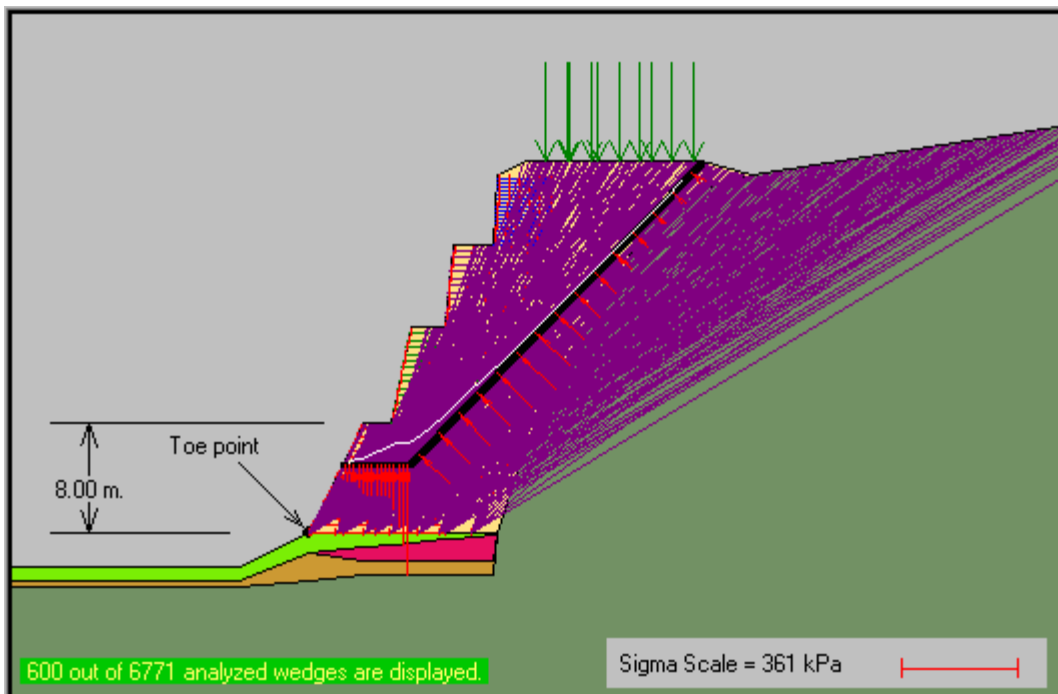 Toe point
8.00 m.
600 out of 6771 analyzed wedges are displayed.
Sigma Scale = 361 kPa